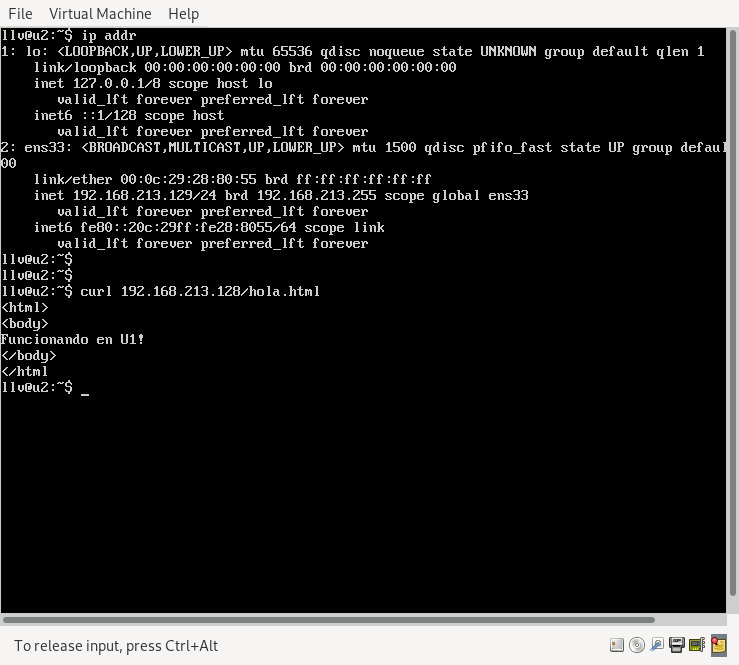 File Virtual Machine Help
llv@u2:~$ ip addr
1: lo: <LOOPBACK,UP,LOWER_UP> mtu 65536 qdisc noqueue state UNKNOWN group default qlen 1
link/loopback 00:00:00:00:00:00 brd 00:00:00:00:00:00
inet 127.0.0.1/8 scope host lo
valid_lft forever preferred_lft forever
inet6 ::1/128 scope host
valid_lft forever preferred_lft forever
2: ens33: <BROADCAST,MULTICAST,UP,LOWER_UP> mtu 1500 qdisc pfifo_fast state UP group defaul
00
link/ether 00:0c:29:28:80:55 brd ff:ff:ff:ff:ff:ff
inet 192.168.213.129/24 brd 192.168.213.255 scope global ens33
valid_lft forever preferred_lft forever
inet6 fe80::20c:29ff:fe28:8055/64 scope link
valid_lft forever preferred_lft forever
llv@u2:~$
llv@u2:~$
llv@u2:~$ curl 192.168.213.128/hola.html
<html>
<body>
Funcionando en U1!
</body>
</html
llv@u2:~$ _
To release input, press Ctrl+Alt